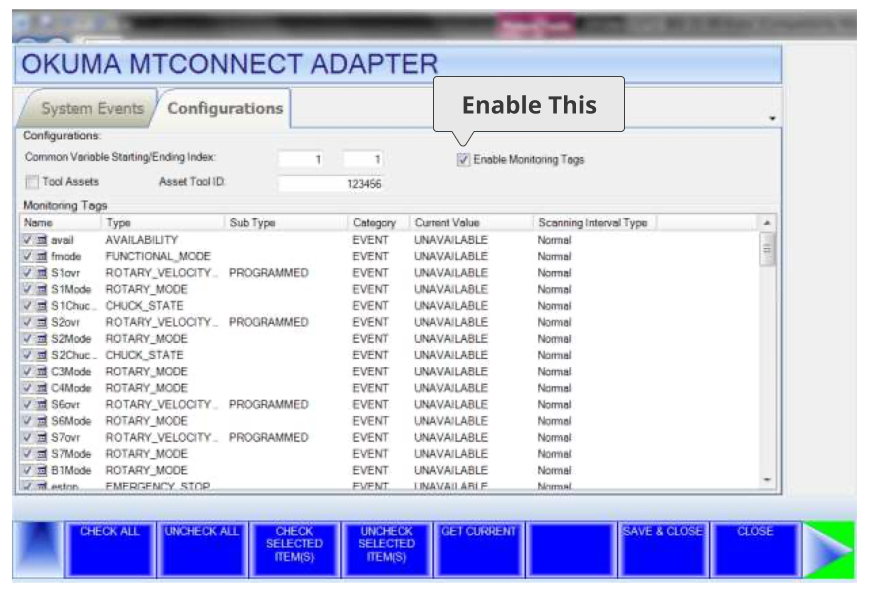 OKUMA MTCONNECT ADAPTER
System Events Configurations
Enable This
Configurations:
Common Variable Starting/Ending Index: 1 1 Enable Monitoring Tags
Tool Assets Asset Tool ID: 123456
Monitoring Tags
Name Type Sub Type Category Current Value Scanning Interval Type
avail AVAILABILITY EVENT UNAVAILABLE Normal
fmode FUNCTIONAL_MODE EVENT UNAVAILABLE Normal
S1ovr ROTARY_VELOCITY... PROGRAMMED EVENT UNAVAILABLE Normal
S1Mode ROTARY_MODE EVENT UNAVAILABLE Normal
S1Chuc... CHUCK_STATE EVENT UNAVAILABLE Normal
S2ovr ROTARY_VELOCITY... PROGRAMMED EVENT UNAVAILABLE Normal
S2Mode ROTARY_MODE EVENT UNAVAILABLE Normal
S2Chuc... CHUCK_STATE EVENT UNAVAILABLE Normal
C3Mode ROTARY_MODE EVENT UNAVAILABLE Normal
C4Mode ROTARY_MODE EVENT UNAVAILABLE Normal
S6ovr ROTARY_VELOCITY... PROGRAMMED EVENT UNAVAILABLE Normal
S6Mode ROTARY_MODE EVENT UNAVAILABLE Normal
S7ovr ROTARY_VELOCITY... PROGRAMMED EVENT UNAVAILABLE Normal
S7Mode ROTARY_MODE EVENT UNAVAILABLE Normal
B1Mode ROTARY_MODE EVENT UNAVAILABLE Normal
estop EMERGENCY_STOP EVENT UNAVAILABLE Normal
CHECK ALL UNCHECK ALL CHECK UNCHECK GET CURRENT SAVE & CLOSE CLOSE
SELECTED SELECTED
ITEM(S) ITEM(S)